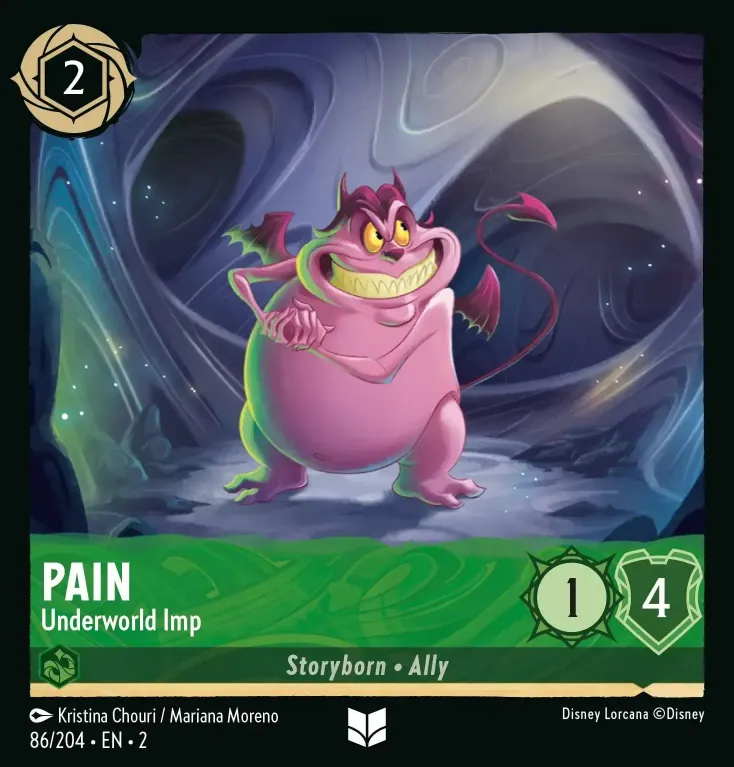 2
PAIN
Underworld Imp
1
4
Storyborn • Ally
Kristina Chouri / Mariana Moreno
Disney Lorcana ©Disney
86/204 • EN • 2